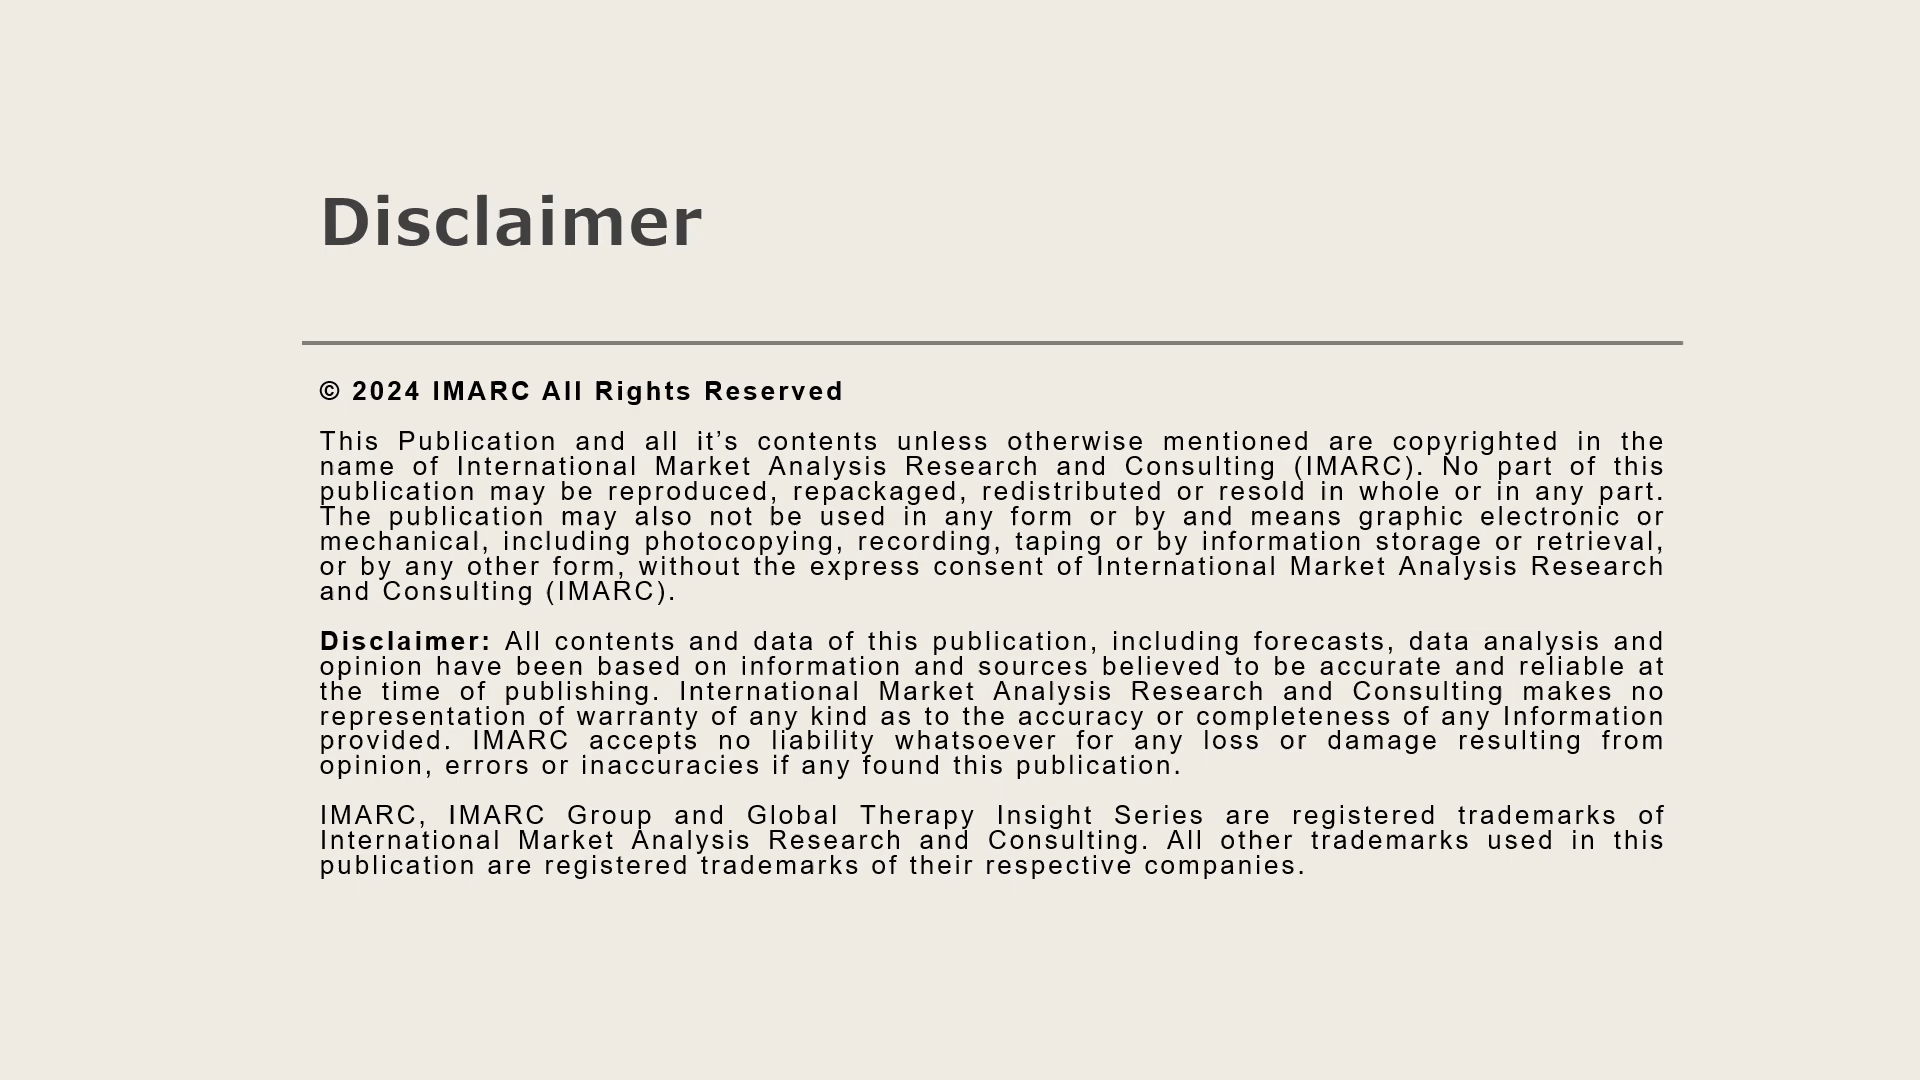 Disclaimer
© 2024 IMARC All Rights Reserved
This Publication and all it’s contents unless otherwise mentioned are copyrighted in the
name of International Market Analysis Research and Consulting (IMARC). No part of this
publication may be reproduced, repackaged, redistributed or resold in whole or in any part.
The publication may also not be used in any form or by and means graphic electronic or
mechanical, including photocopying, recording, taping or by information storage or retrieval,
or by any other form, without the express consent of International Market Analysis Research
and Consulting (IMARC).
Disclaimer: All contents and data of this publication, including forecasts, data analysis and
opinion have been based on information and sources believed to be accurate and reliable at
the time of publishing. International Market Analysis Research and Consulting makes no
representation of warranty of any kind as to the accuracy or completeness of any Information
provided. IMARC accepts no liability whatsoever for any loss or damage resulting from
opinion, errors or inaccuracies if any found this publication.
IMARC, IMARC Group and Global Therapy Insight Series are registered trademarks of
International Market Analysis Research and Consulting. All other trademarks used in this
publication are registered trademarks of their respective companies.